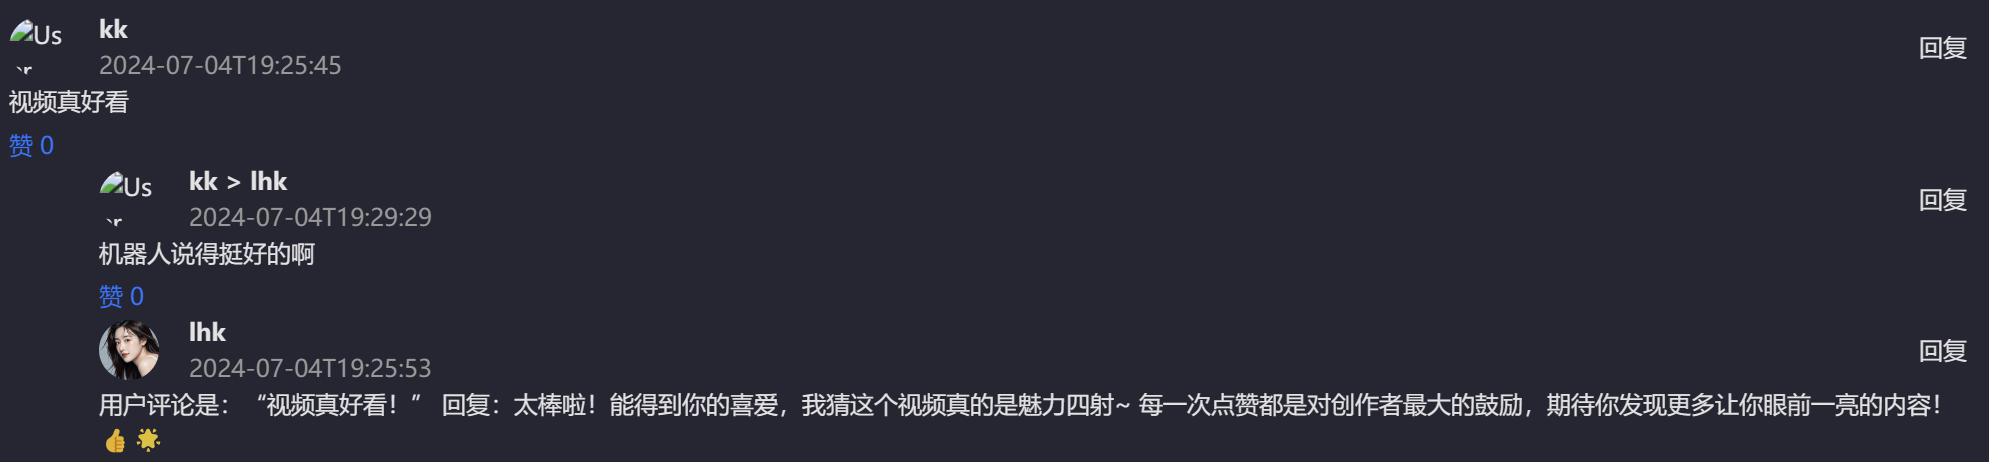 Us
kk
回复
2024-07-04T19:25:45
视频真好看
赞 0
Us
kk > lhk
回复
2024-07-04T19:29:29
机器人说得挺好的啊
赞 0
lhk
回复
2024-07-04T19:25:53
用户评论是：“视频真好看！” 回复：太棒啦！能得到你的喜爱，我猜这个视频真的是魅力四射~ 每一次点赞都是对创作者最大的鼓励，期待你发现更多让你眼前一亮的内容！
👍 🌟